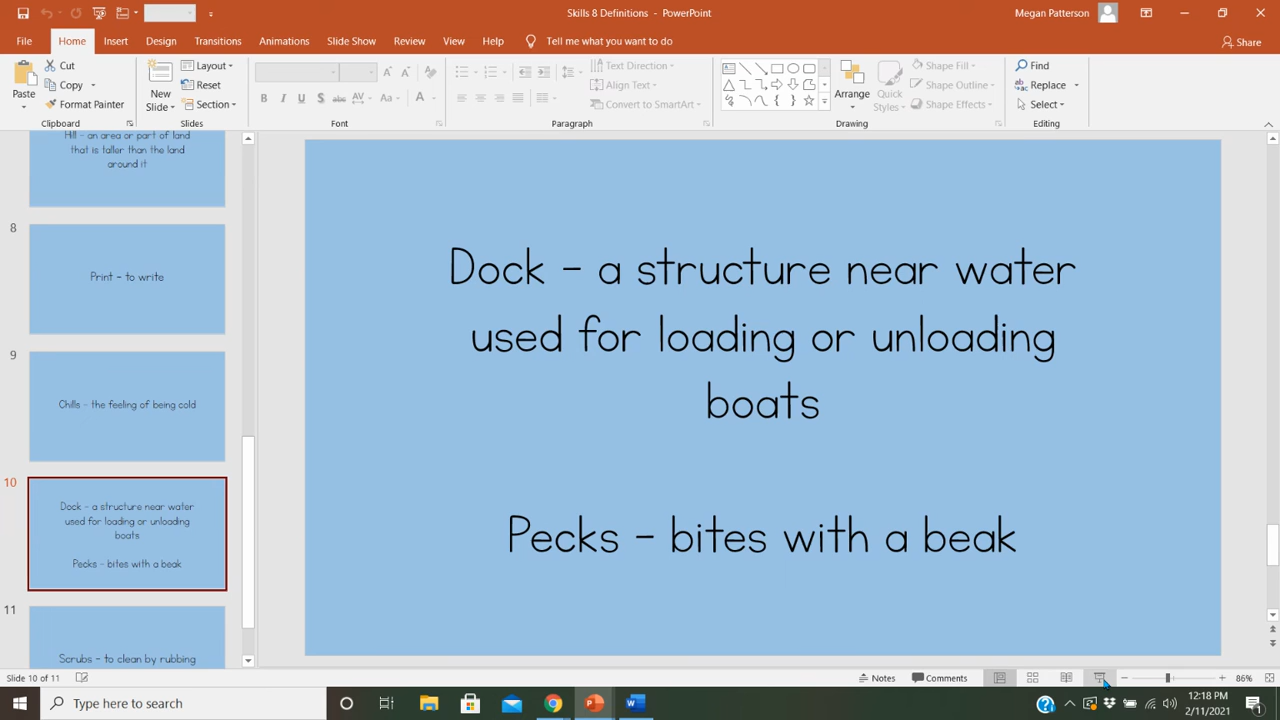 Skills 8 Definitions - PowerPoint
Megan Patterson
File Home Insert Design Transitions Animations Slide Show Review View Help Tell me what you want to do
Share
Paste
Cut
Copy
Format Painter
Clipboard
New
Slide
Layout
Reset
Section
Slides
B I U S AV Aa A
Font
Text Direction
Align Text
Convert to SmartArt
Paragraph
Arrange
Quick
Styles
Shape Fill
Shape Outline
Shape Effects
Drawing
Find
Replace
Select
Editing
Hill - an area or part of land
that is taller than the land
around it
8
Print - to write
9
Chills - the feeling of being cold
10
Dock - a structure near water
used for loading or unloading
boats
Pecks - bites with a beak
11
Scrubs - to clean by rubbing
Dock - a structure near water
used for loading or unloading
boats
Pecks - bites with a beak
Slide 10 of 11
Notes
Comments
86%
Type here to search
12:18 PM
2/11/2021